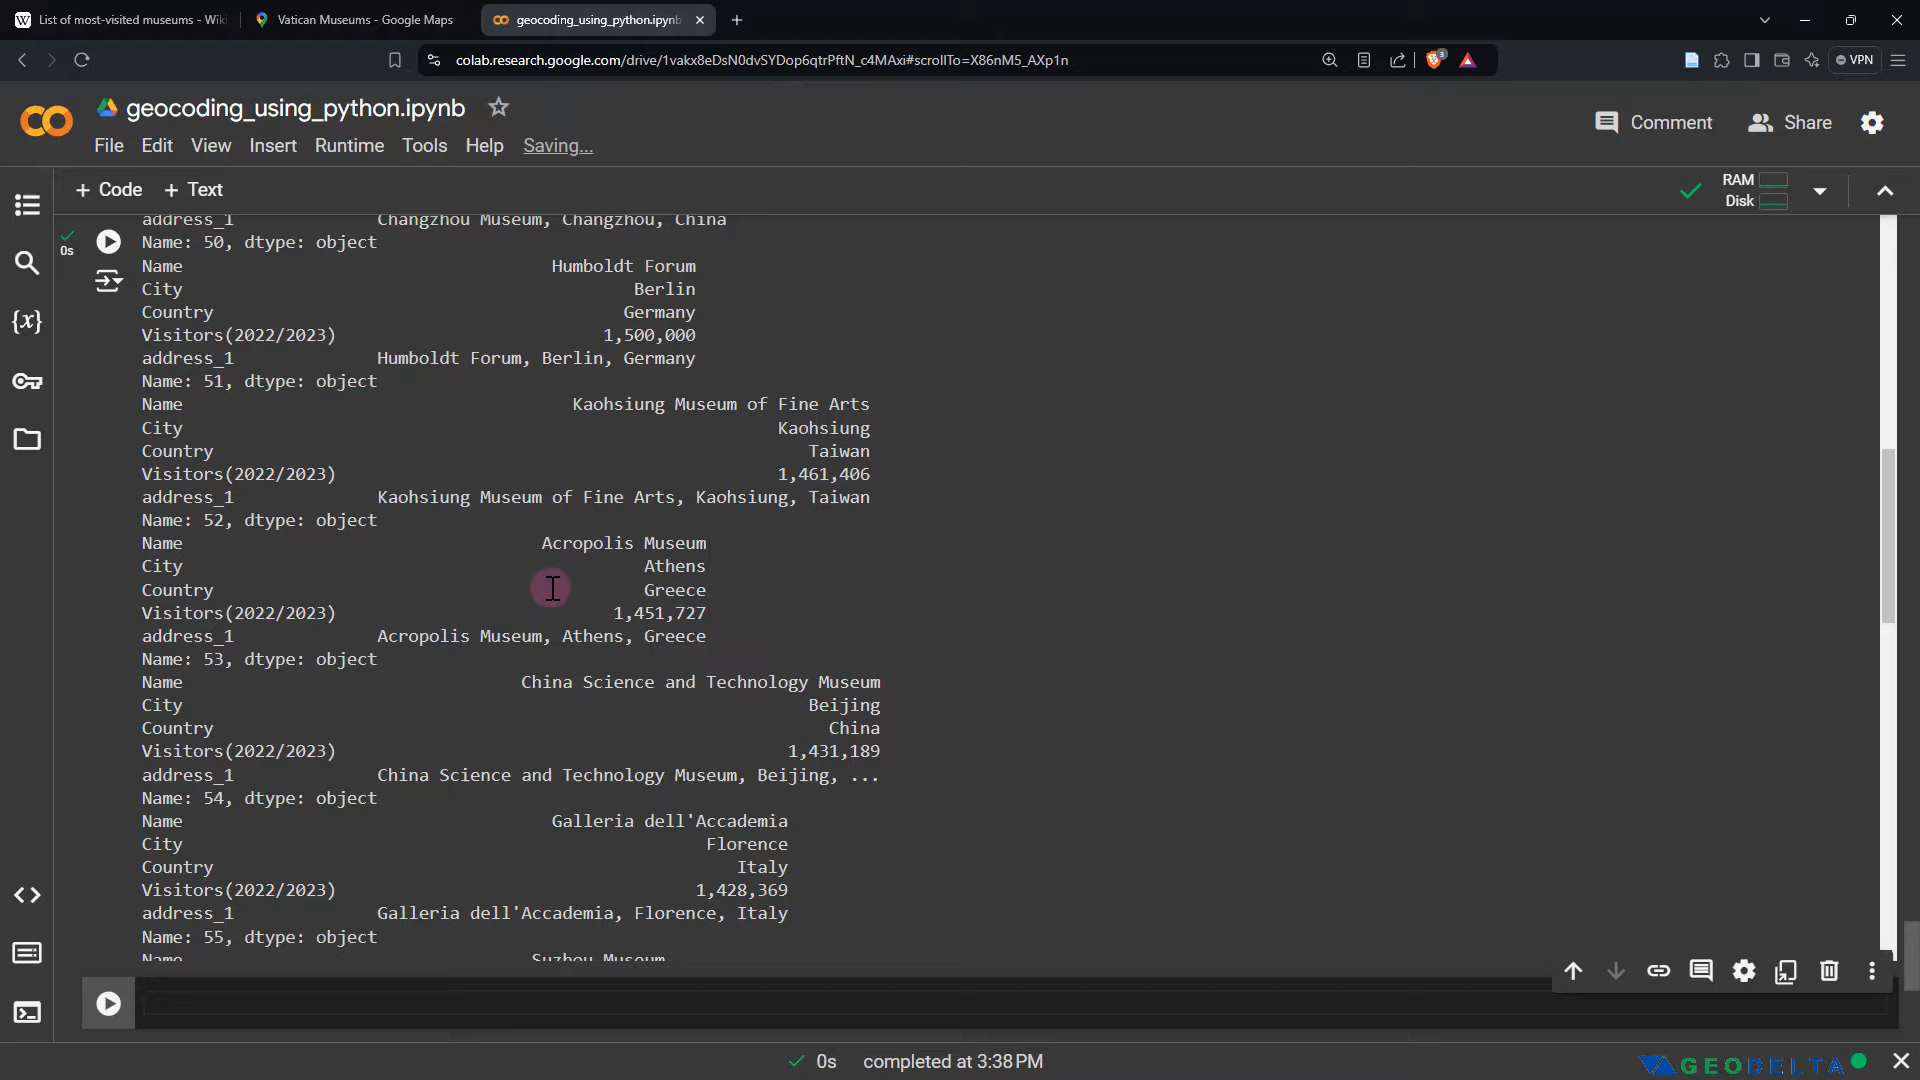 List of most-visited museums - Wiki
Vatican Museums - Google Maps
geocoding_using_python.ipynb
colab.research.google.com/drive/1vakx8eDsN0dvSYDop6qtrPftN_c4MAxi#scrollTo=X86nM5_AXp1n
3
VPN
geocoding_using_python.ipynb
Comment
Share
File Edit View Insert Runtime Tools Help Saving...
+ Code + Text
RAM
Disk
address_1 Changzhou Museum, Changzhou, China
0s
Name: 50, dtype: object
Name Humboldt Forum
City Berlin
Country Germany
Visitors(2022/2023) 1,500,000
address_1 Humboldt Forum, Berlin, Germany
Name: 51, dtype: object
Name Kaohsiung Museum of Fine Arts
City Kaohsiung
Country Taiwan
Visitors(2022/2023) 1,461,406
address_1 Kaohsiung Museum of Fine Arts, Kaohsiung, Taiwan
Name: 52, dtype: object
Name Acropolis Museum
City Athens
Country Greece
Visitors(2022/2023) 1,451,727
address_1 Acropolis Museum, Athens, Greece
Name: 53, dtype: object
Name China Science and Technology Museum
City Beijing
Country China
Visitors(2022/2023) 1,431,189
address_1 China Science and Technology Museum, Beijing, ...
Name: 54, dtype: object
Name Galleria dell'Accademia
City Florence
Country Italy
Visitors(2022/2023) 1,428,369
address_1 Galleria dell'Accademia, Florence, Italy
Name: 55, dtype: object
Name Suzhou Museum
0s completed at 3:38 PM
GEODELTA